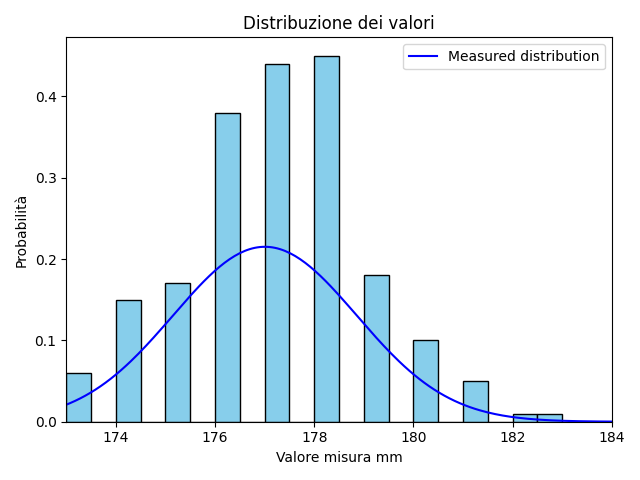 Distribuzione dei valori
Measured distribution
Probabilità
0.4
0.3
0.2
0.1
0.0
174 176 178 180 182 184
Valore misura mm